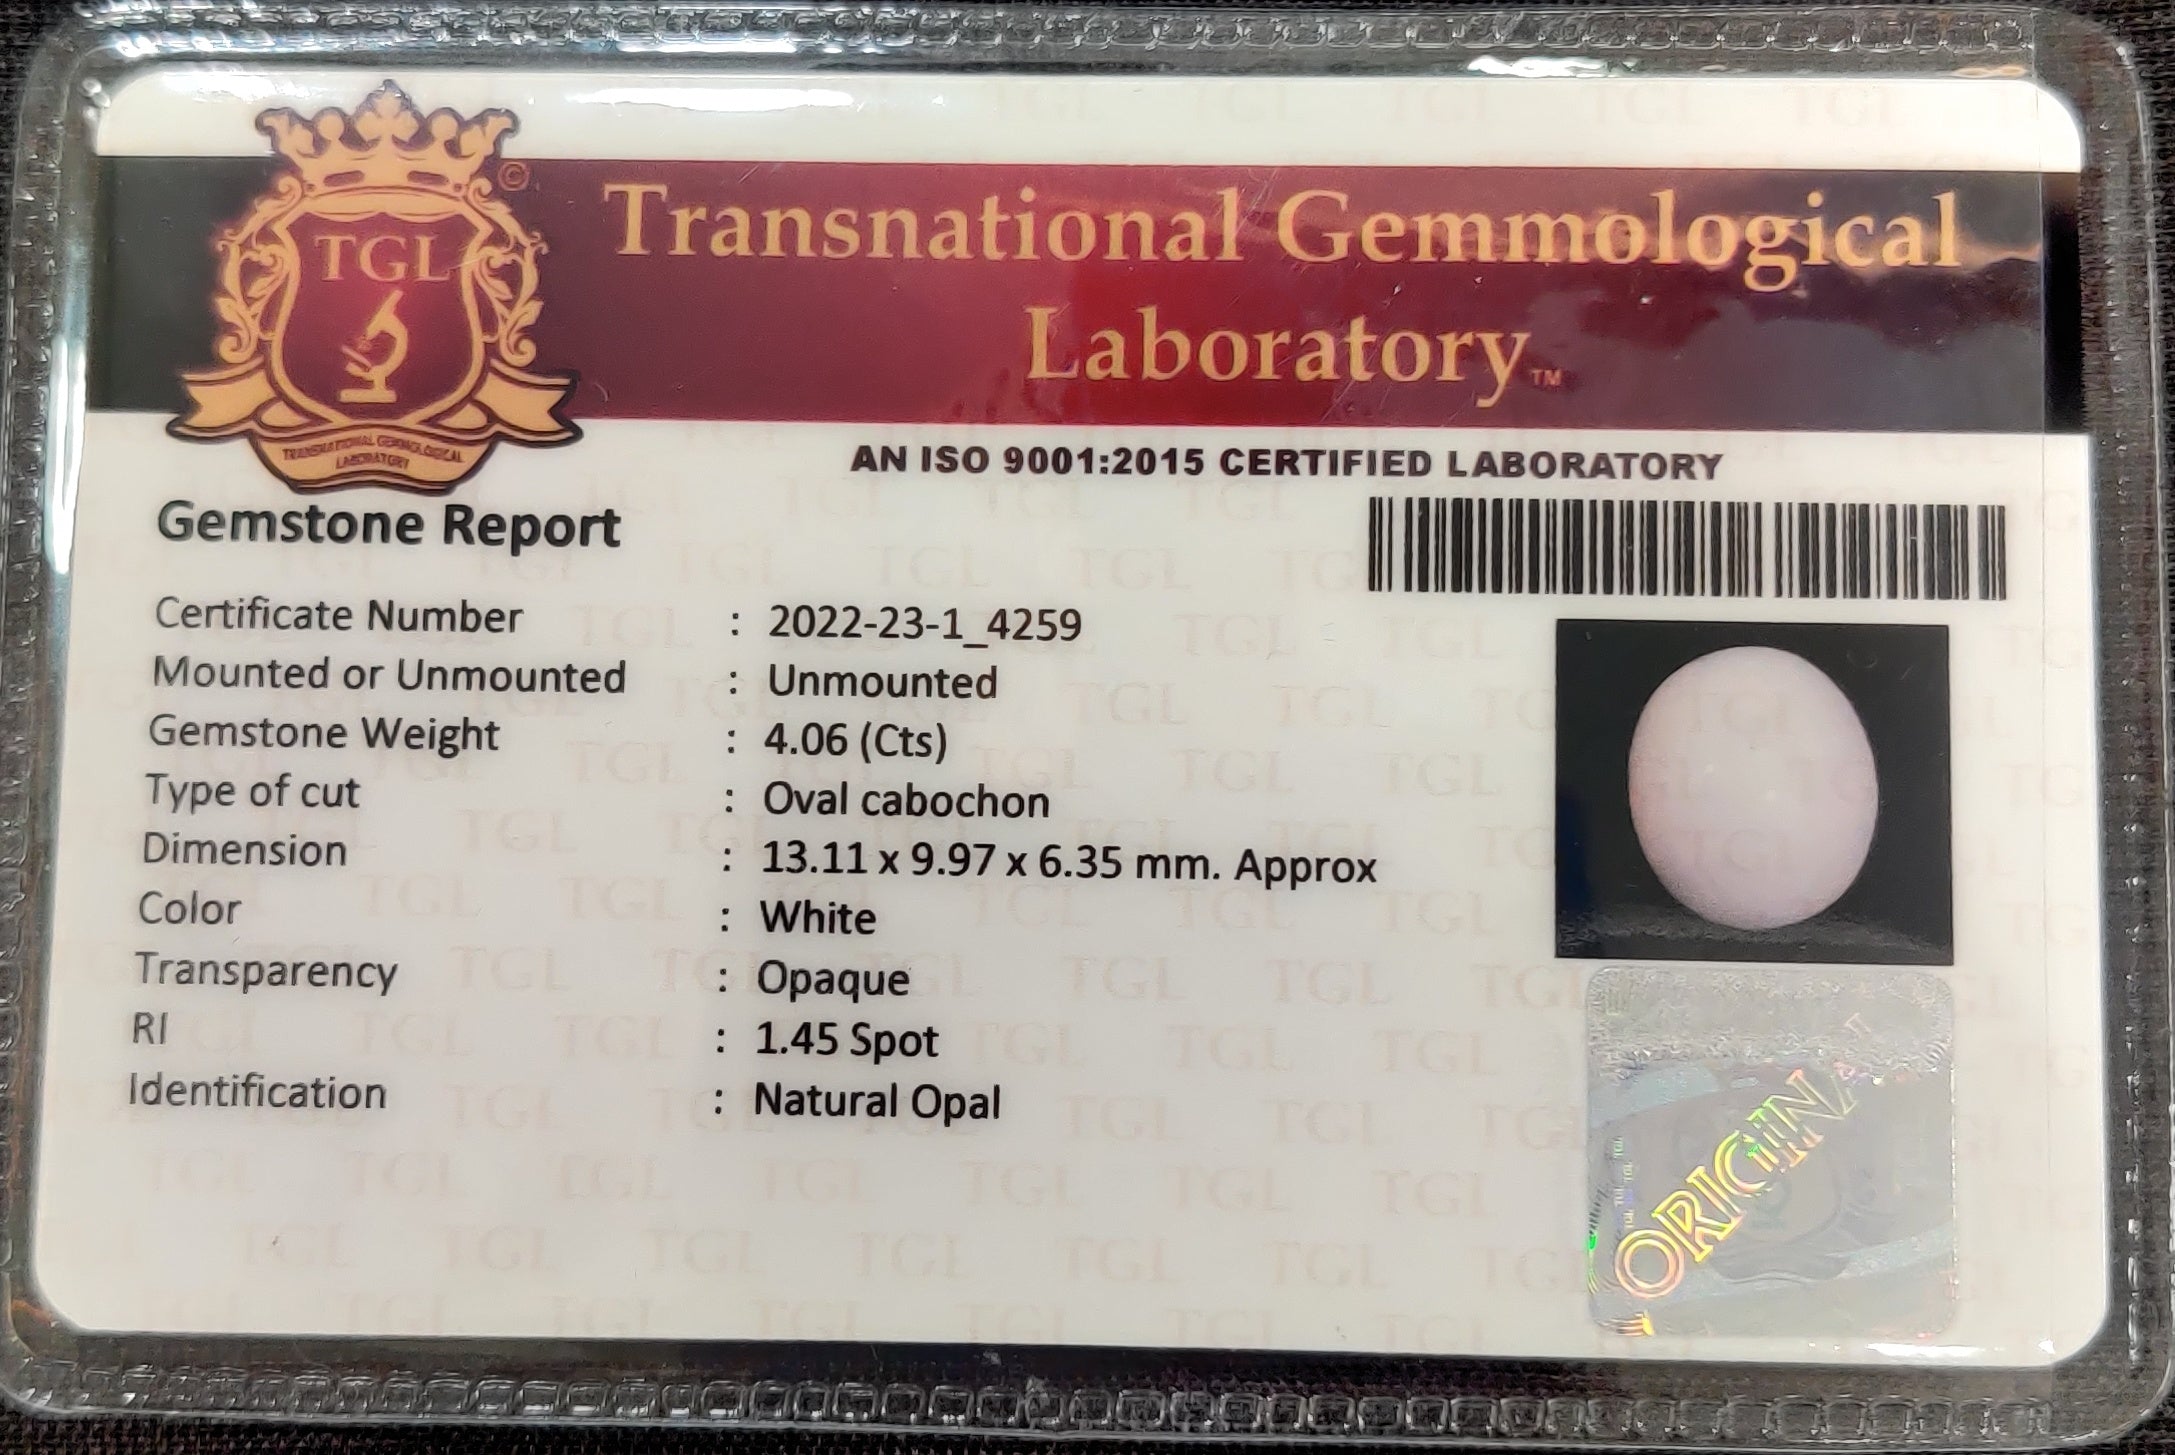 TGL
©
TRANSNATIONAL GEMMOLOGICAL
LABORATORY
Transnational Gemmological
Laboratory TM
AN ISO 9001:2015 CERTIFIED LABORATORY
Gemstone Report
Certificate Number : 2022-23-1_4259
Mounted or Unmounted : Unmounted
Gemstone Weight : 4.06 (Cts)
Type of cut : Oval cabochon
Dimension : 13.11 x 9.97 x 6.35 mm. Approx
Color : White
Transparency : Opaque
RI : 1.45 Spot
Identification : Natural Opal